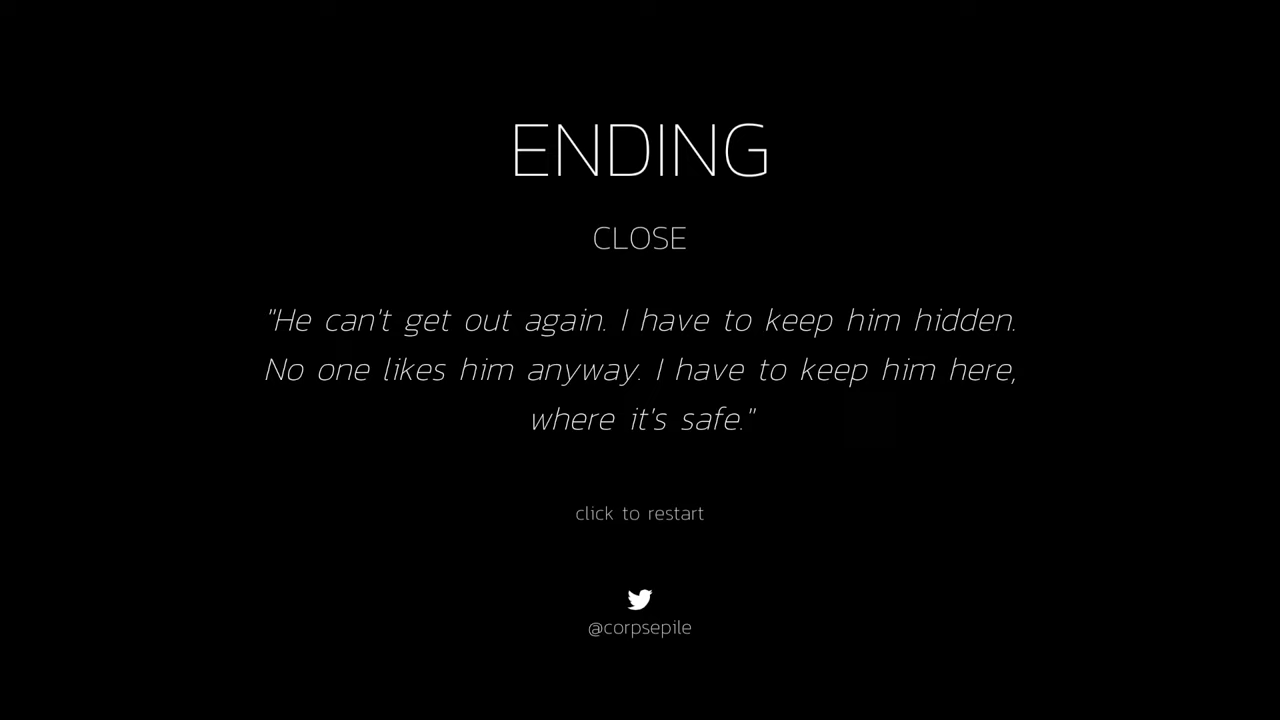 ENDING
CLOSE
"He can't get out again. I have to keep him hidden.
No one likes him anyway. I have to keep him here,
where it's safe."
click to restart
@corpsepile